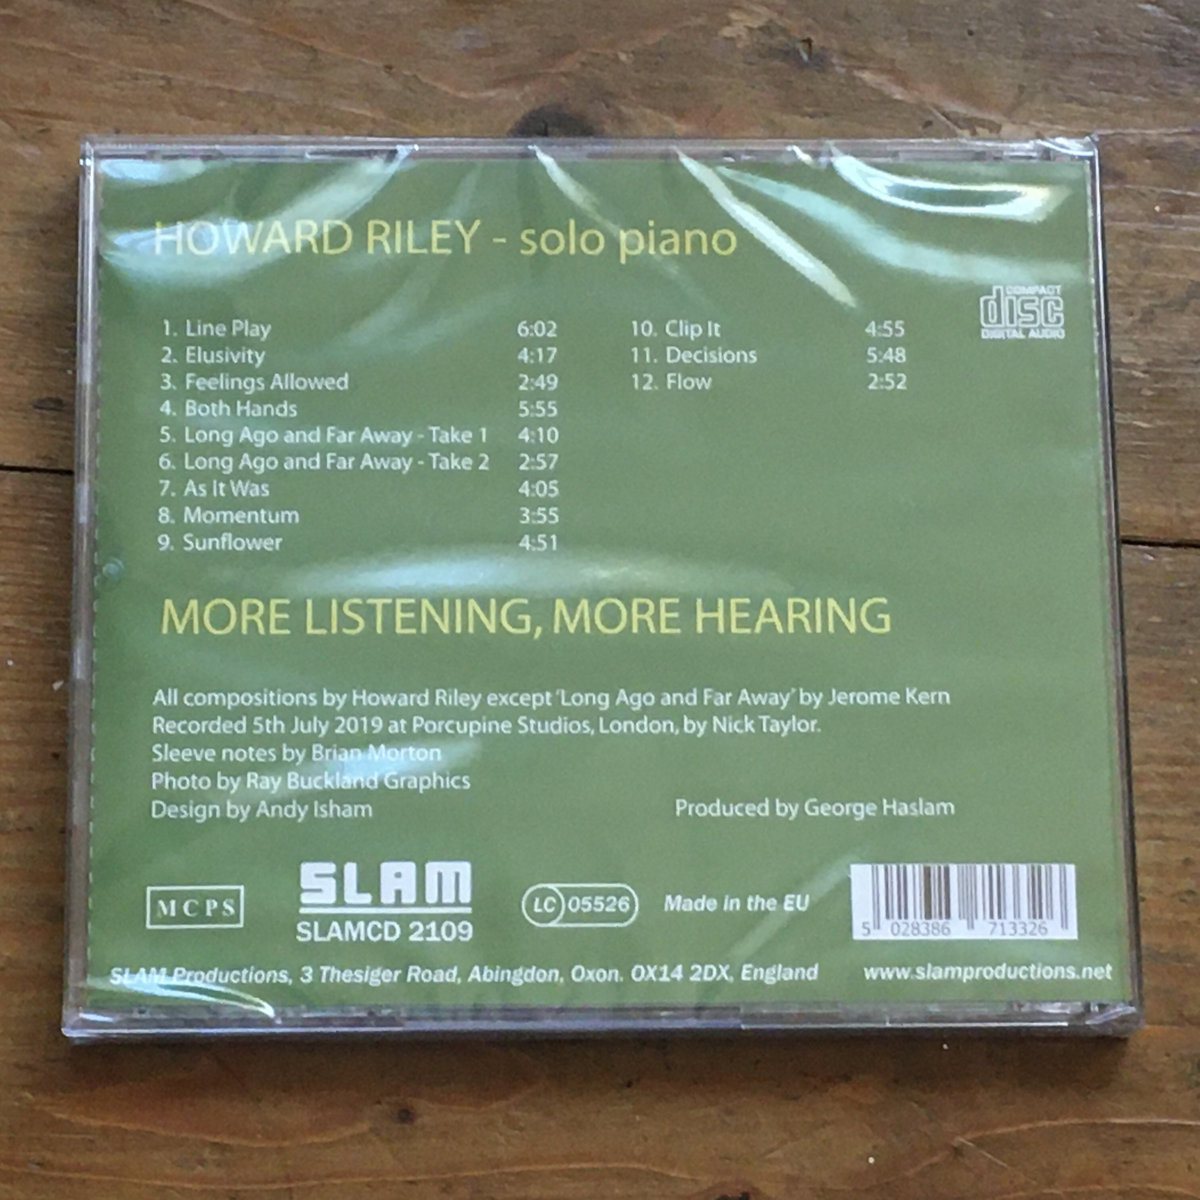 HOWARD RILEY - solo piano
1. Line Play 6:02
2. Elusivity 4:17
3. Feelings Allowed 2:49
4. Both Hands 5:55
5. Long Ago and Far Away - Take 1 4:10
6. Long Ago and Far Away - Take 2 2:57
7. As It Was 4:05
8. Momentum 3:55
9. Sunflower 4:51
10. Clip It 4:55
11. Decisions 5:48
12. Flow 2:52
COMPACT
disc
DIGITAL AUDIO
MORE LISTENING, MORE HEARING
All compositions by Howard Riley except 'Long Ago and Far Away' by Jerome Kern
Recorded 5th July 2019 at Porcupine Studios, London, by Nick Taylor.
Sleeve notes by Brian Morton
Photo by Ray Buckland Graphics
Design by Andy Isham
Produced by George Haslam
MCPS
SLAM
SLAMCD 2109
LC 05526
Made in the EU
5 028386 713326
SLAM Productions, 3 Thesiger Road, Abingdon, Oxon. OX14 2DX, England
www.slamproductions.net